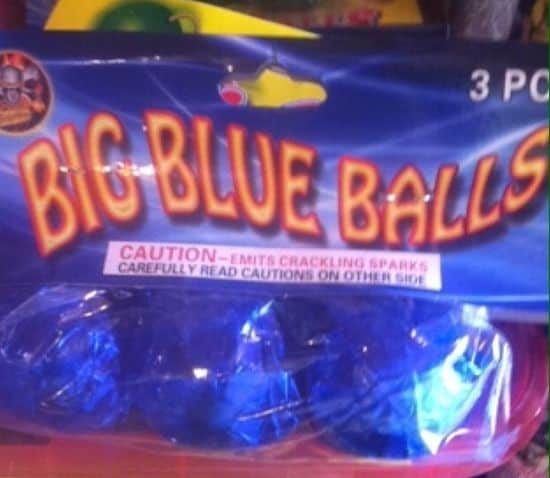 3 PC
BIG BLUE BALLS
CAUTION-EMITS CRACKLING SPARKS
CAREFULLY READ CAUTIONS ON OTHER SIDE